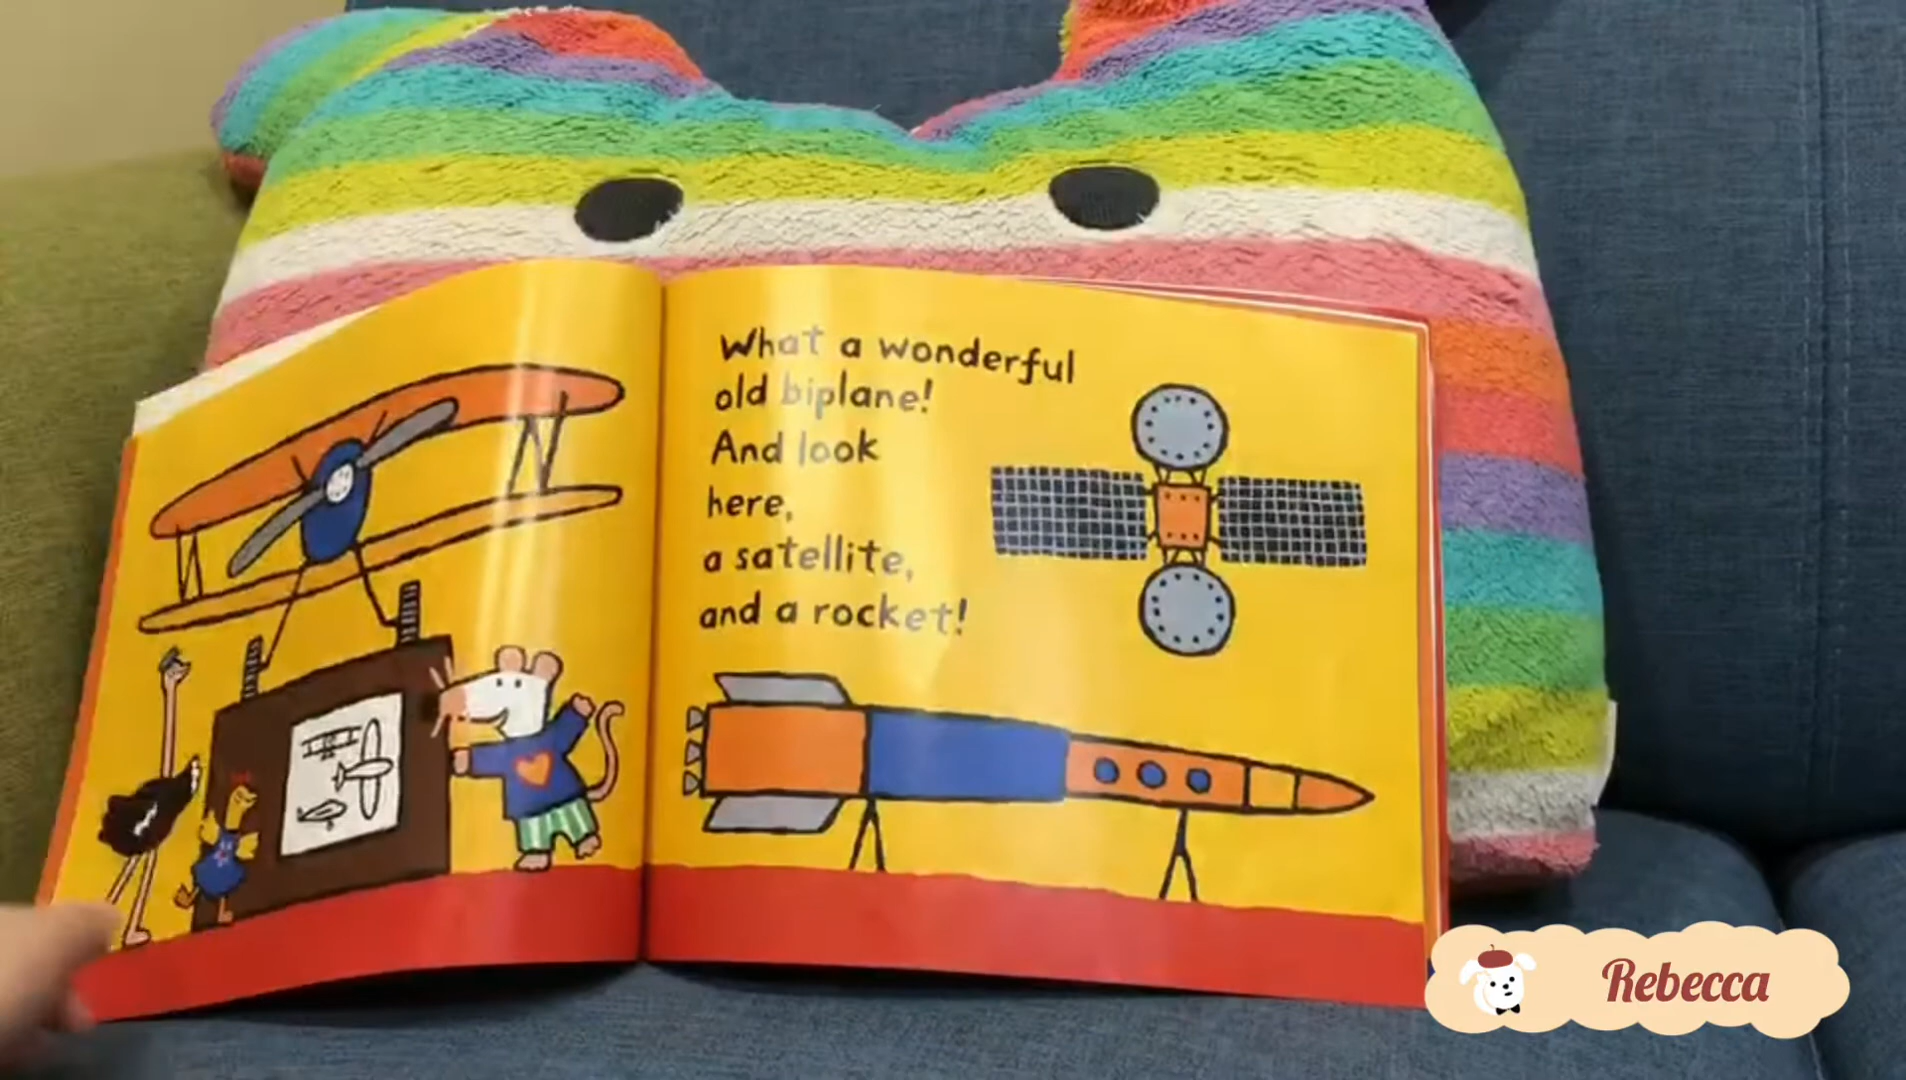 What a wonderful
old biplane!
And look
here,
a satellite,
and a rocket!
Rebecca